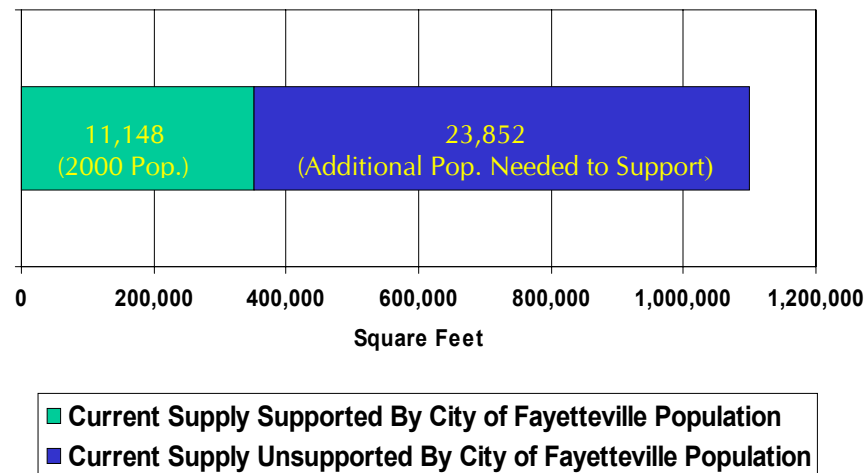 11,148 23,852
(2000 Pop.) (Additional Pop. Needed to Support)
0 200,000 400,000 600,000 800,000 1,000,000 1,200,000
Square Feet
Current Supply Supported By City of Fayetteville Population
Current Supply Unsupported By City of Fayetteville Population